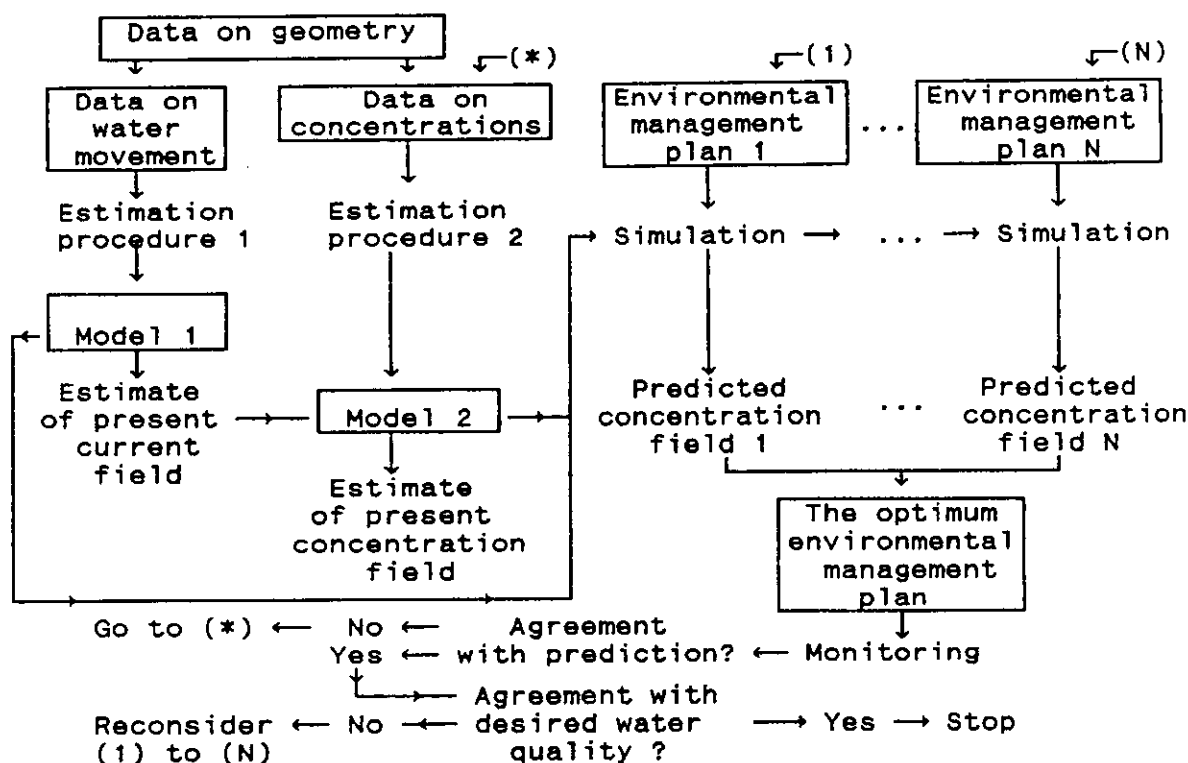 Data on geometry
(*)
(1)
(N)
Data on
water
movement
Data on
concentrations
Environmental
management
plan 1
...
Environmental
management
plan N
Estimation
procedure 1
Estimation
procedure 2
Simulation
...
Simulation
Model 1
Estimate
of present
current
field
Model 2
Estimate
of present
concentration
field
Predicted
concentration
field 1
...
Predicted
concentration
field N
The optimum
environmental
management
plan
Go to (*) No Agreement
Yes with prediction? Monitoring
Agreement with
Reconsider No desired water Yes Stop
(1) to (N) quality ?